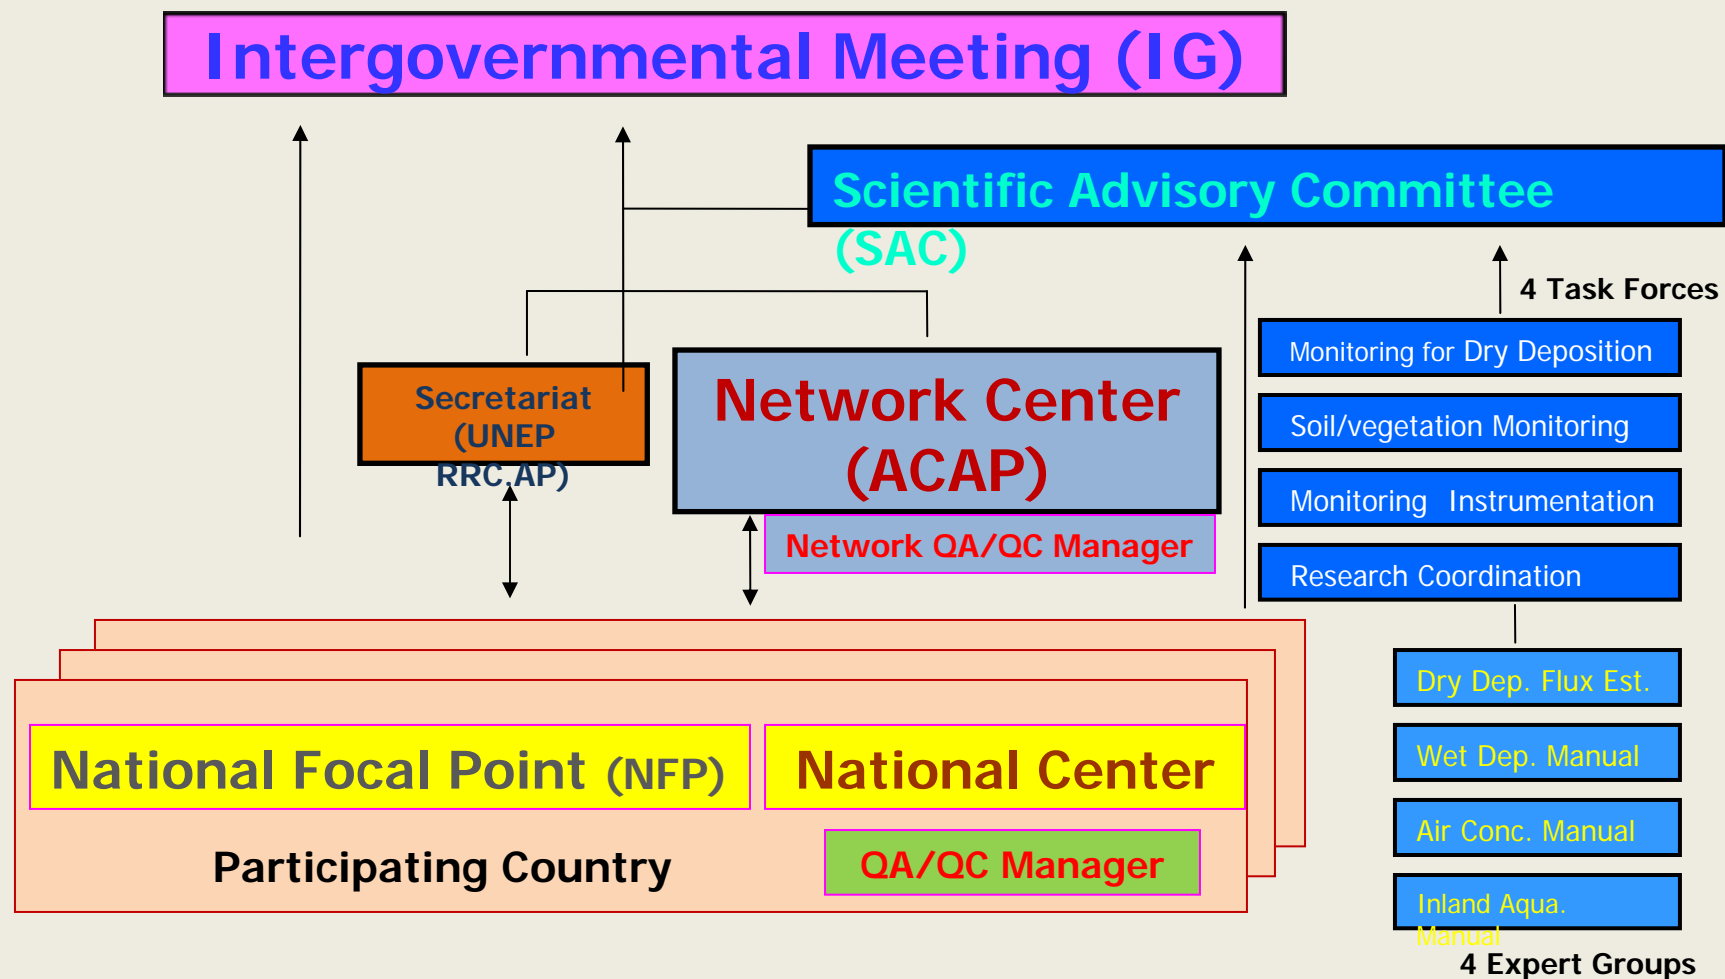 Intergovernmental Meeting (IG)
Scientific Advisory Committee
(SAC)
4 Task Forces
Monitoring for Dry Deposition
Soil/vegetation Monitoring
Monitoring Instrumentation
Research Coordination
Secretariat
(UNEP
RRC.AP)
Network Center
(ACAP)
Network QA/QC Manager
National Focal Point (NFP)
National Center
Participating Country
QA/QC Manager
Dry Dep. Flux Est.
Wet Dep. Manual
Air Conc. Manual
Inland Aqua.
Manual
4 Expert Groups